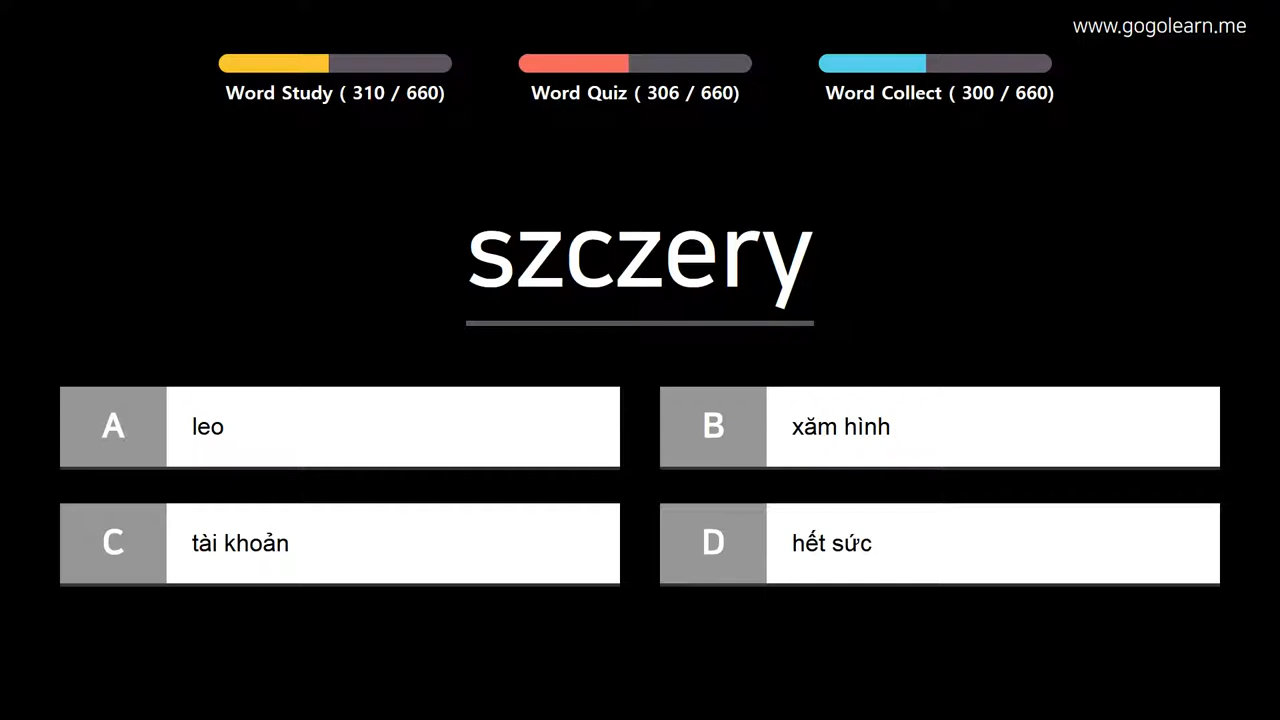 www.gogolearn.me
Word Study ( 310 / 660)
Word Quiz ( 306 / 660)
Word Collect ( 300 / 660)
szczery
A leo
B xăm hình
C tài khoản
D hết sức